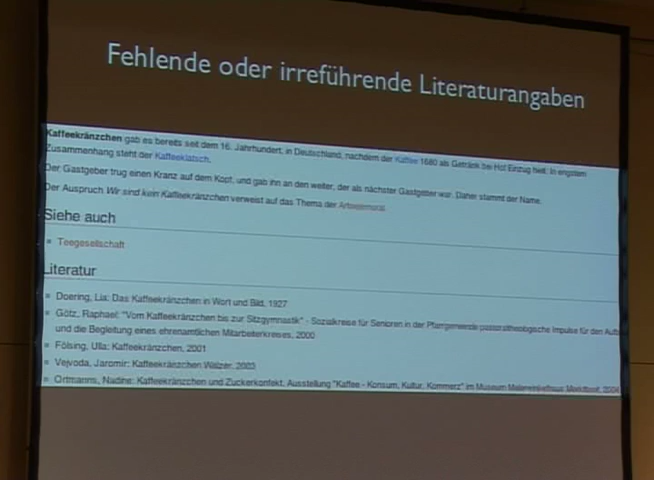 Fehlende oder irreführende Literaturangaben
Kaffeekränzchen gab es bereits seit dem 16. Jahrhundert, in Deutschland, nachdem der Kaffee 1680 als Getränk bei Hof Einzug hielt. In engstem
Zusammenhang steht der Kaffeeklatsch.
Der Gastgeber trug einen Kranz auf dem Kopf, und gab ihn an den weiter, der als nächster Gastgeber war. Daher stammt der Name.
Der Auspruch Wir sind kein Kaffeekränzchen verweist auf das Thema der
Siehe auch
Teegesellschaft
Literatur
Doering, Lia: Das Kaffeekränzchen in Wort und Bild, 1927
Götz, Raphael: "Vom Kaffeekränzchen bis zur Sitzgymnastik" - Sozialkreise für Senioren in der Pfarrgemeinde pastoraltheologische Impulse für den
und die Begleitung eines ehrenamtlichen Mitarbeiterkreises, 2000
Fölsing, Ulla: Kaffeekränzchen, 2001
Vejvoda, Jaromir: Kaffeekränzchen Walzer, 2003
Ortmanns, Nadine: Kaffeekränzchen und Zuckerkonfekt, Ausstellung "Kaffee - Konsum, Kultur, Kommerz" im Museum